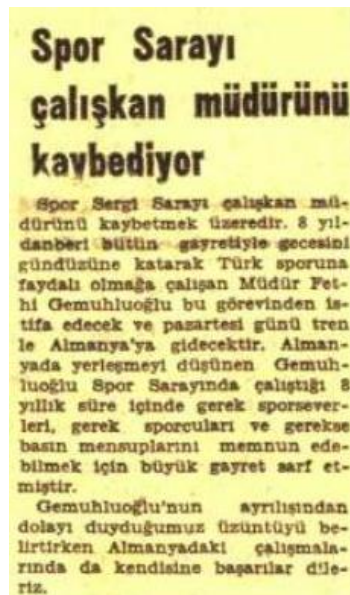 Spor Sarayı
çalışkan müdürünü
kaybediyor
Spor Sergi Sarayı çalışkan mü-
dürünü kaybetmek üzeredir. 8 yıl-
danberi bütün gayretiyle gecesini
gündüzüne katarak Türk sporuna
faydalı olmağa çalışan Müdür Fet-
hi Gemuhluoğlu bu görevinden is-
tifa edecek ve pazartesi günü tren
le Almanya'ya gidecektir. Alman-
yada yerleşmeyi düşünen Gemuh-
luoğlu Spor Sarayında çalıştığı 8
yıllık süre içinde gerek sporsever-
leri, gerek sporcuları ve gerekse
basın mensuplarını memnun ede-
bilmek için büyük gayret sarf et-
miştir.
Gemuhluoğlu'nun ayrılışından
dolayı duyduğumuz üzüntüyü be-
lirtirken Almanyadaki çalışmala-
rında da kendisine başarılar dile-
riz.